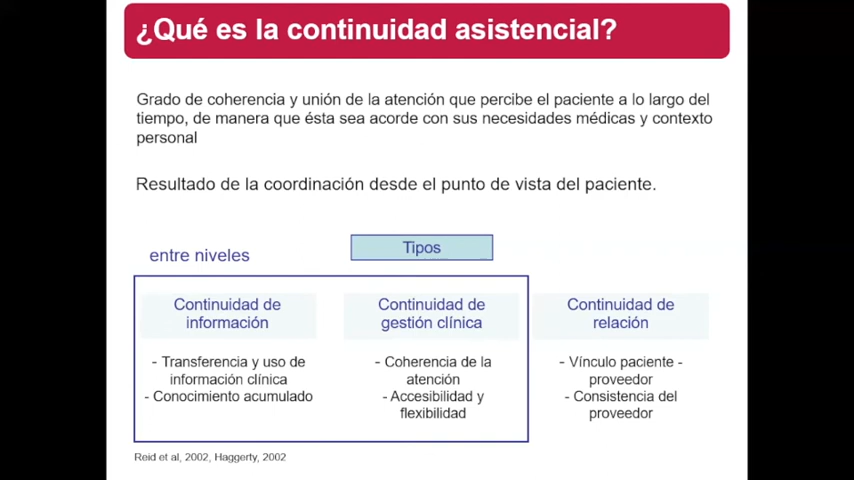 ¿Qué es la continuidad asistencial?
Grado de coherencia y unión de la atención que percibe el paciente a lo largo del
tiempo, de manera que ésta sea acorde con sus necesidades médicas y contexto
personal
Resultado de la coordinación desde el punto de vista del paciente.
entre niveles
Tipos
Continuidad de
información
- Transferencia y uso de
información clínica
- Conocimiento acumulado
Continuidad de
gestión clínica
- Coherencia de la
atención
- Accesibilidad y
flexibilidad
Continuidad de
relación
- Vínculo paciente -
proveedor
- Consistencia del
proveedor
Reid et al, 2002, Haggerty, 2002